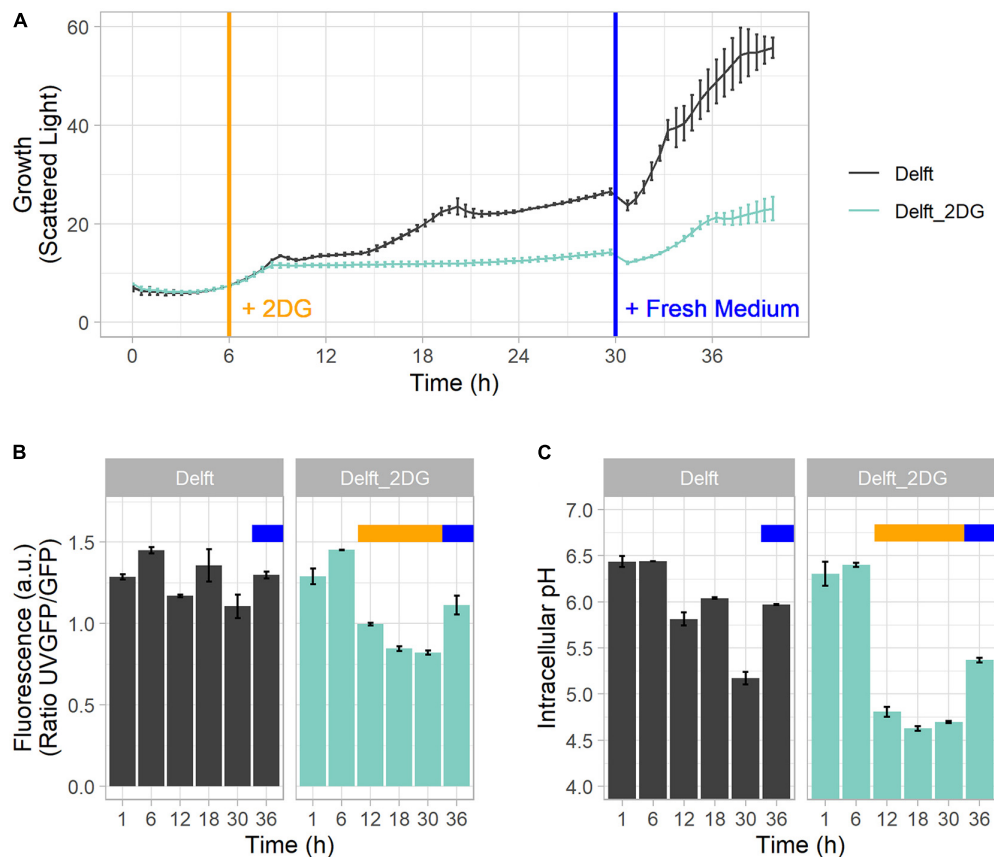 A
Growth
(Scattered Light)
60
40
20
0
+ 2DG
+ Fresh Medium
0 6 12 18 24 30 36
Time (h)
Delft
Delft_2DG
B
Fluorescence (a.u.)
(Ratio UVGFP/GFP)
Delft
Delft_2DG
1.5
1.0
0.5
0.0
1 6 12 18 30 36
1 6 12 18 30 36
Time (h)
C
Intracellular pH
Delft
Delft_2DG
7.0
6.5
6.0
5.5
5.0
4.5
4.0
1 6 12 18 30 36
1 6 12 18 30 36
Time (h)